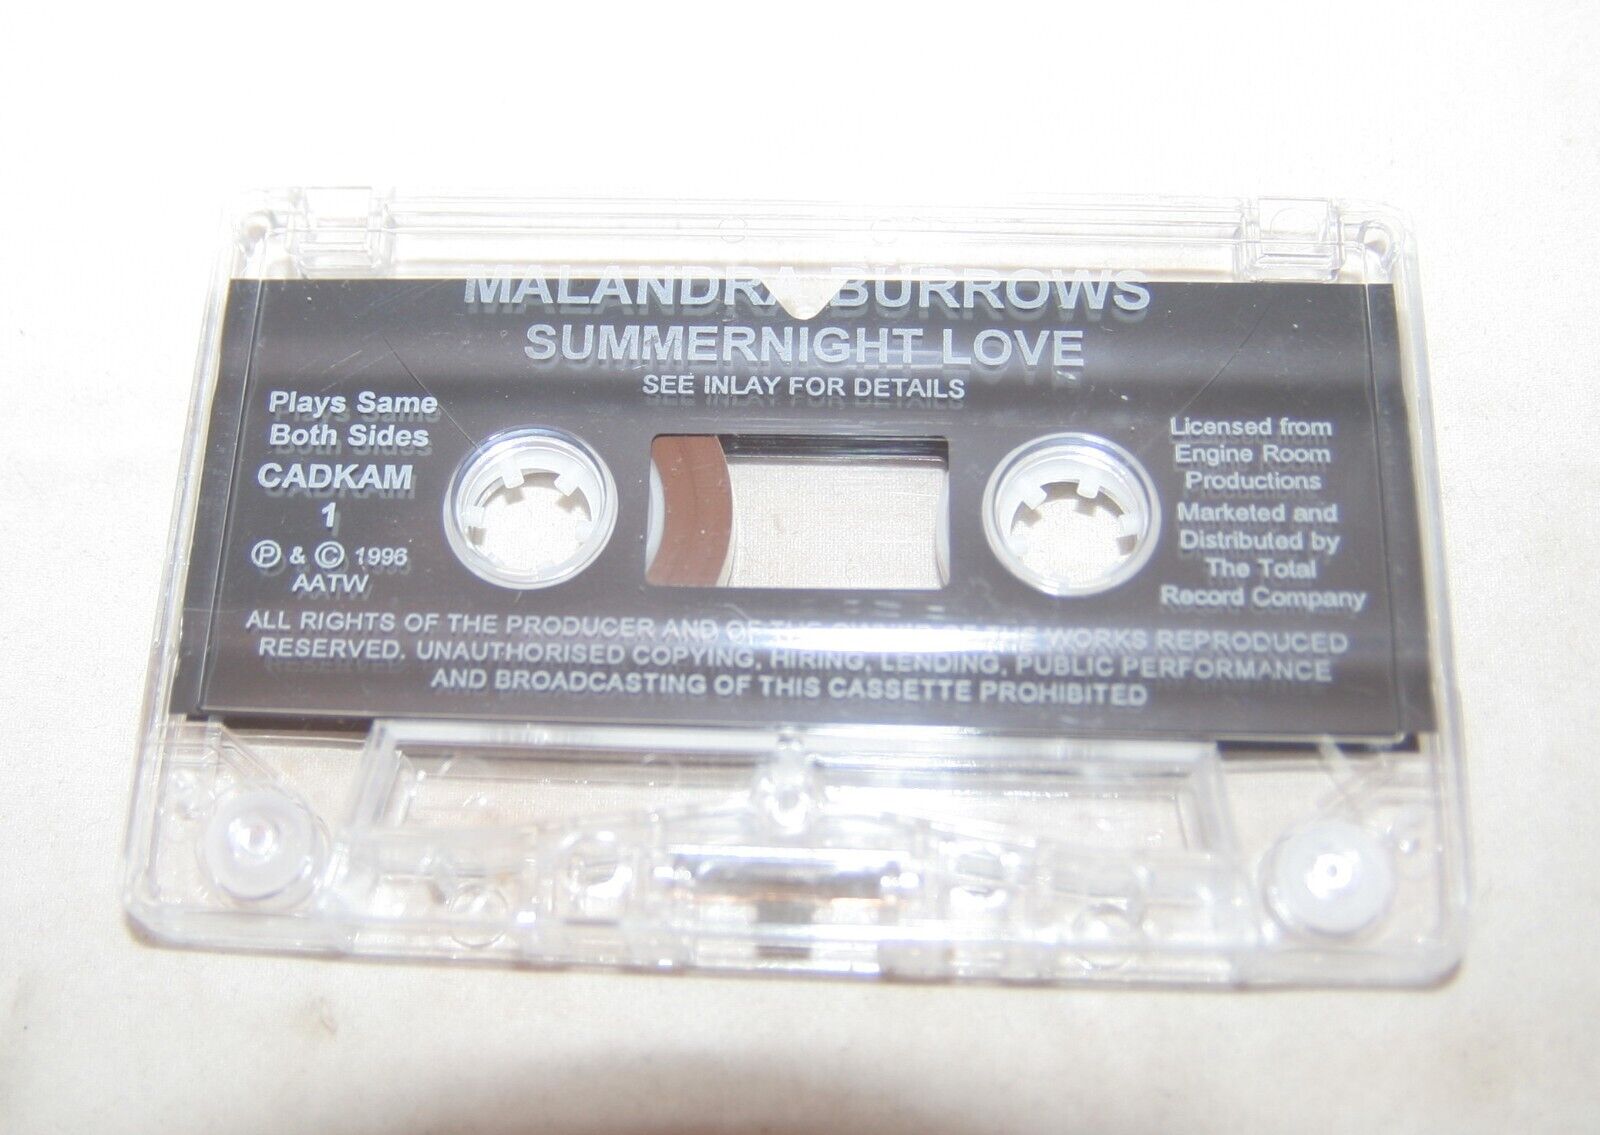 MALANDRA BURROWS
SUMMERNIGHT LOVE
SEE INLAY FOR DETAILS
Plays Same
Both Sides
CADKAM
1
Ⓟ & © 1996
AATW
Licensed from
Engine Room
Productions
Marketed and
Distributed by
The Total
Record Company
ALL RIGHTS OF THE PRODUCER AND OF THE THE WORKS REPRODUCED
RESERVED. UNAUTHORISED COPYING, HIRING, LENDING, PUBLIC PERFORMANCE
AND BROADCASTING OF THIS CASSETTE PROHIBITED